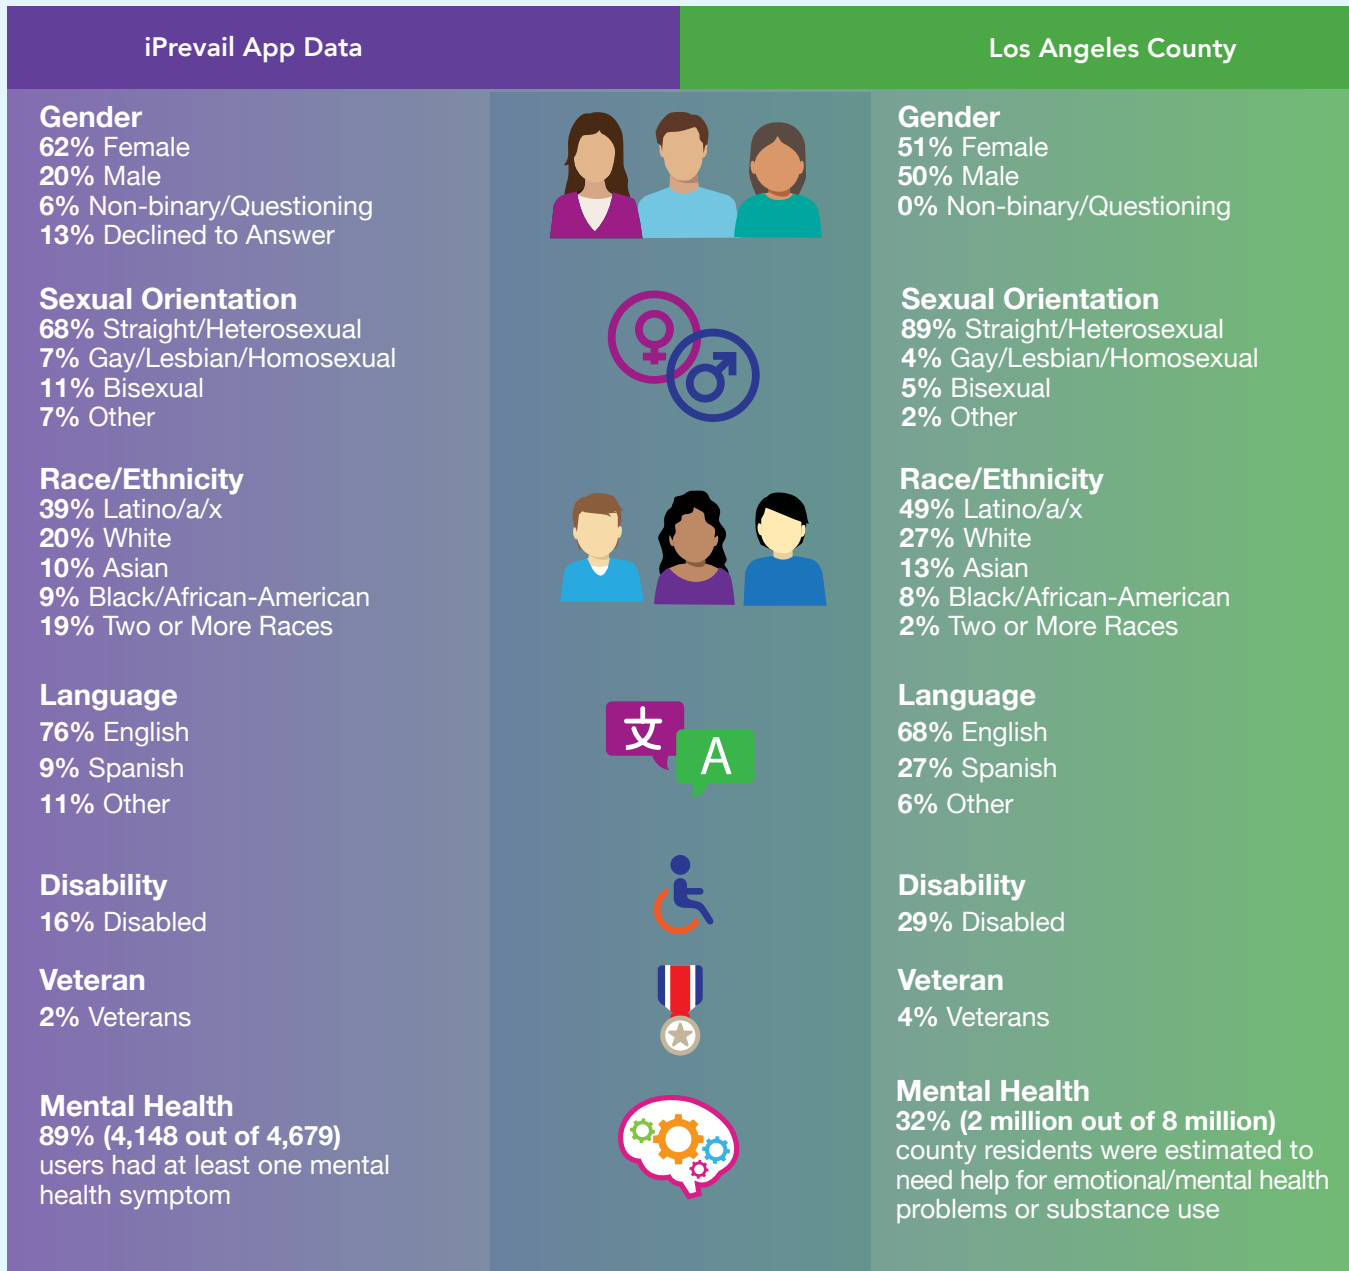 iPrevail App Data
Los Angeles County
Gender
62% Female
20% Male
6% Non-binary/Questioning
13% Declined to Answer
Sexual Orientation
68% Straight/Heterosexual
7% Gay/Lesbian/Homosexual
11% Bisexual
7% Other
Race/Ethnicity
39% Latino/a/x
20% White
10% Asian
9% Black/African-American
19% Two or More Races
Language
76% English
9% Spanish
11% Other
Disability
16% Disabled
Veteran
2% Veterans
Mental Health
89% (4,148 out of 4,679)
users had at least one mental
health symptom
文
A
Gender
51% Female
50% Male
0% Non-binary/Questioning
Sexual Orientation
89% Straight/Heterosexual
4% Gay/Lesbian/Homosexual
5% Bisexual
2% Other
Race/Ethnicity
49% Latino/a/x
27% White
13% Asian
8% Black/African-American
2% Two or More Races
Language
68% English
27% Spanish
6% Other
Disability
29% Disabled
Veteran
4% Veterans
Mental Health
32% (2 million out of 8 million)
county residents were estimated to
need help for emotional/mental health
problems or substance use